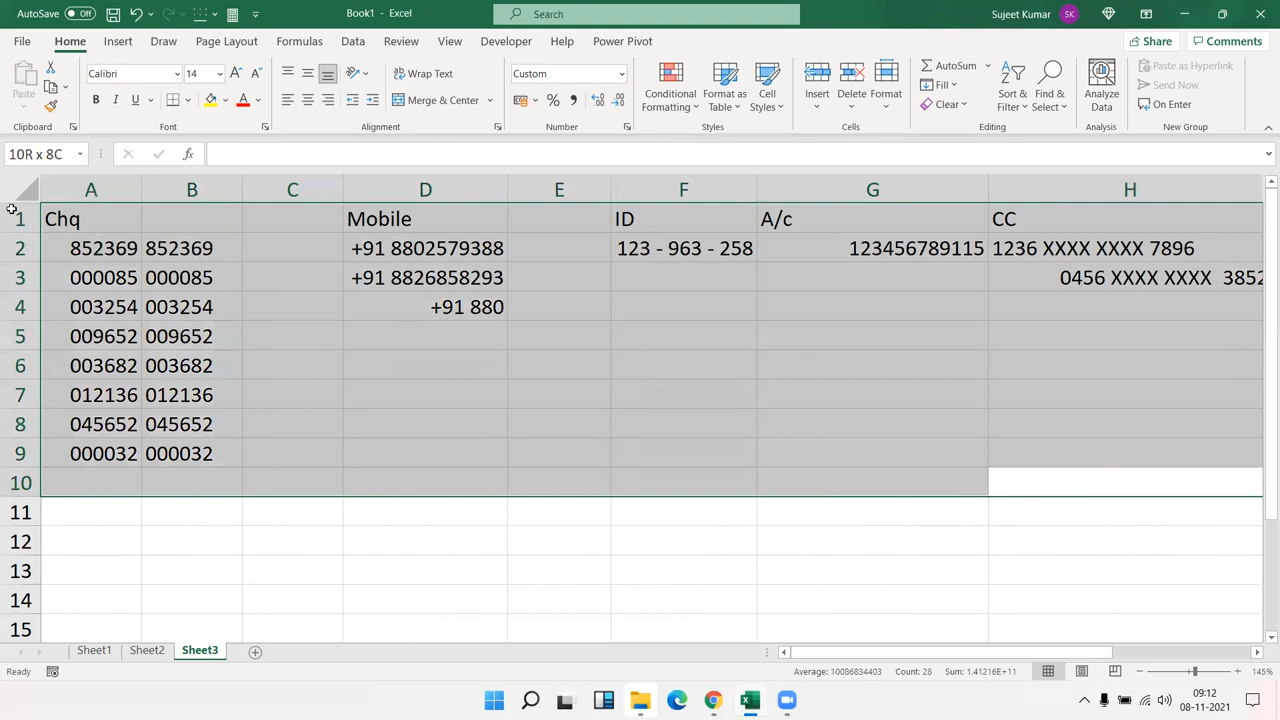 AutoSave Off Book1 - Excel Search Sujeet Kumar SK
File Home Insert Draw Page Layout Formulas Data Review View Developer Help Power Pivot Share Comments
Paste Calibri 14 Wrap Text Custom Conditional Formatting Format as Table Cell Styles Insert Delete Format AutoSum Sort & Filter Find & Select Analyze Data Paste as Hyperlink
Fill Send Now
B I U Merge & Center Clear On Enter
Clipboard Font Alignment Number Styles Cells Editing Analysis New Group
10R x 8C
A B C D E F G H
1 Chq Mobile ID A/c CC
2 852369 852369 +91 8802579388 123 - 963 - 258 123456789115 1236 XXXX XXXX 7896
3 000085 000085 +91 8826858293 0456 XXXX XXXX 3852
4 003254 003254 +91 880
5 009652 009652
6 003682 003682
7 012136 012136
8 045652 045652
9 000032 000032
10
11
12
13
14
15
Sheet1 Sheet2 Sheet3
Ready Average: 10086834403 Count: 28 Sum: 1.41216E+11 145%
09:12
08-11-2021